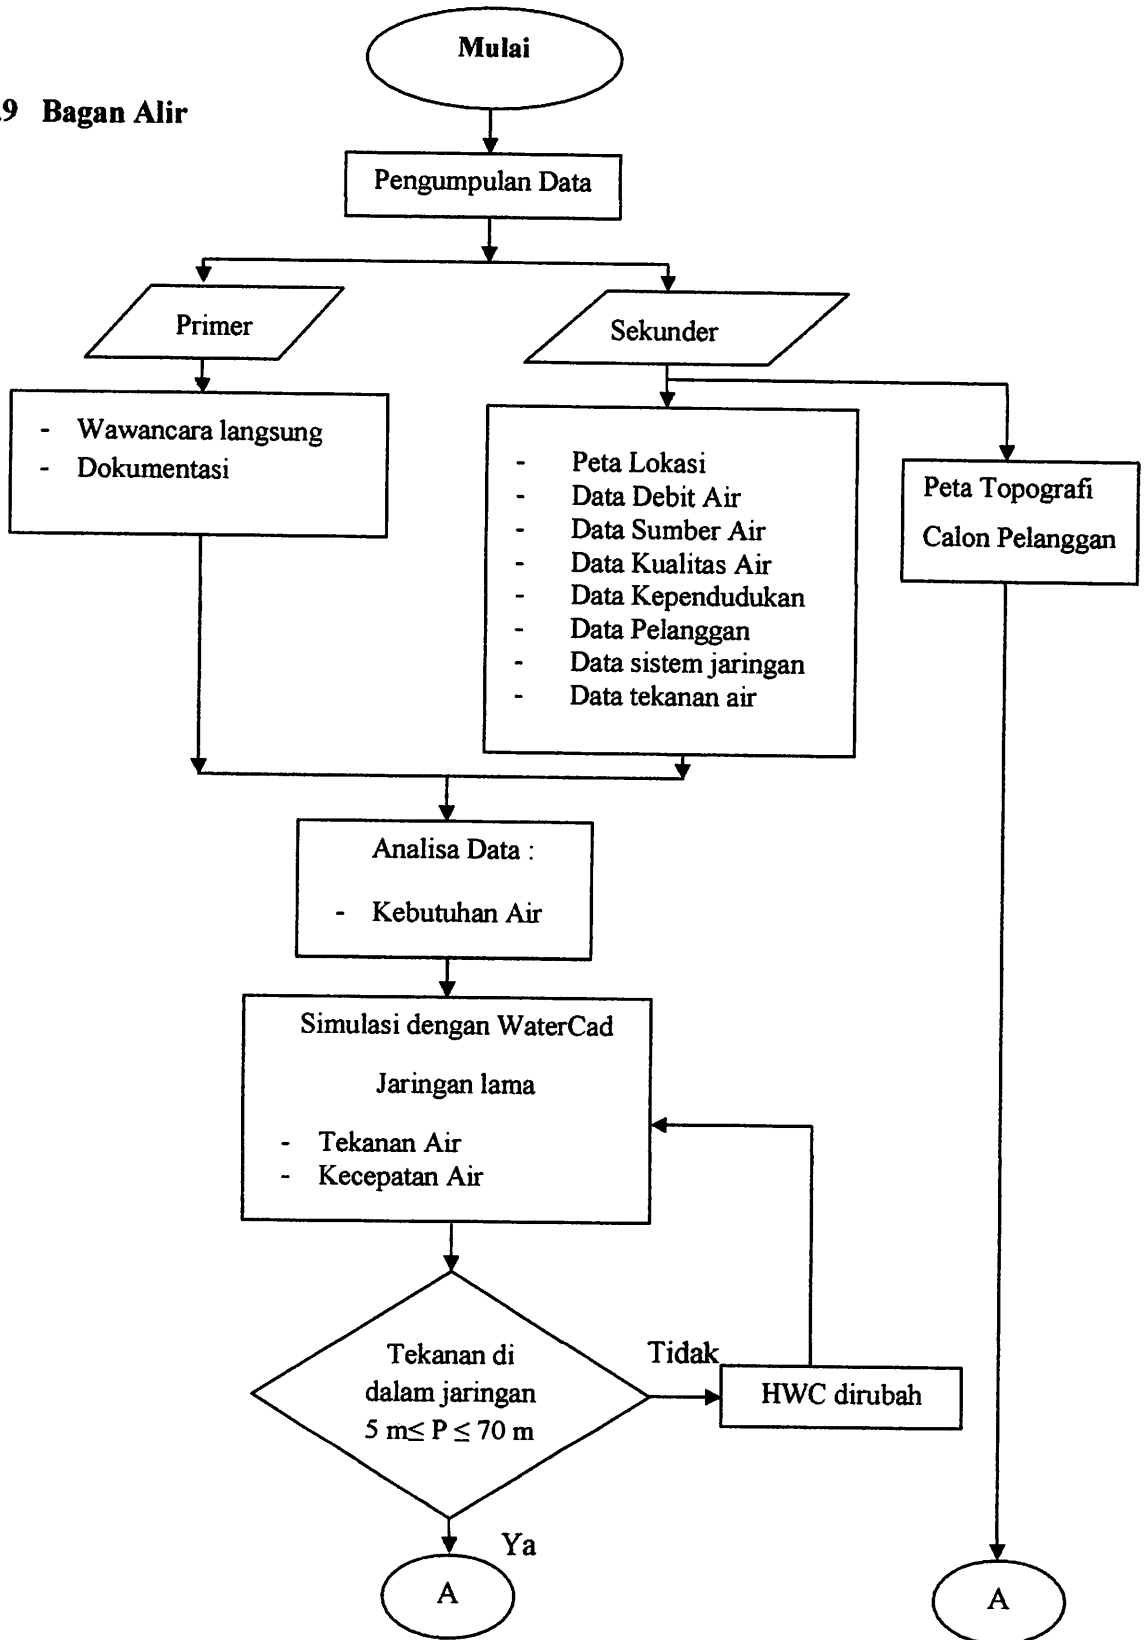 Mulai
.9 Bagan Alir
Pengumpulan Data
Primer
Sekunder
- Wawancara langsung
- Dokumentasi
- Peta Lokasi
- Data Debit Air
- Data Sumber Air
- Data Kualitas Air
- Data Kependudukan
- Data Pelanggan
- Data sistem jaringan
- Data tekanan air
Peta Topografi
Calon Pelanggan
Analisa Data :
- Kebutuhan Air
Simulasi dengan WaterCad
Jaringan lama
- Tekanan Air
- Kecepatan Air
Tekanan di
dalam jaringan
5 m≤ P ≤ 70 m
Tidak
HWC dirubah
Ya
A
A